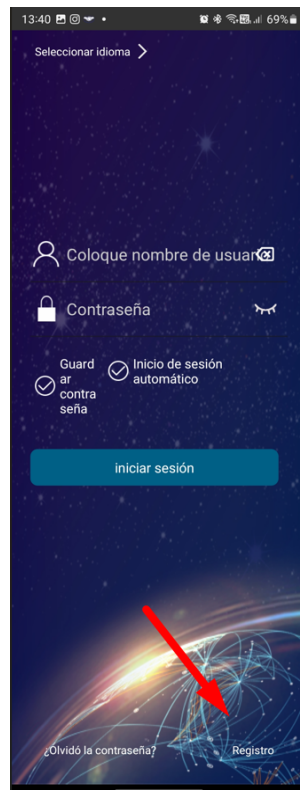 13:40
69%
Seleccionar idioma
Coloque nombre de usuar
Contraseña
Guard
ar
contra
seña
Inicio de sesión
automático
iniciar sesión
¿Olvidó la contraseña?
Registro